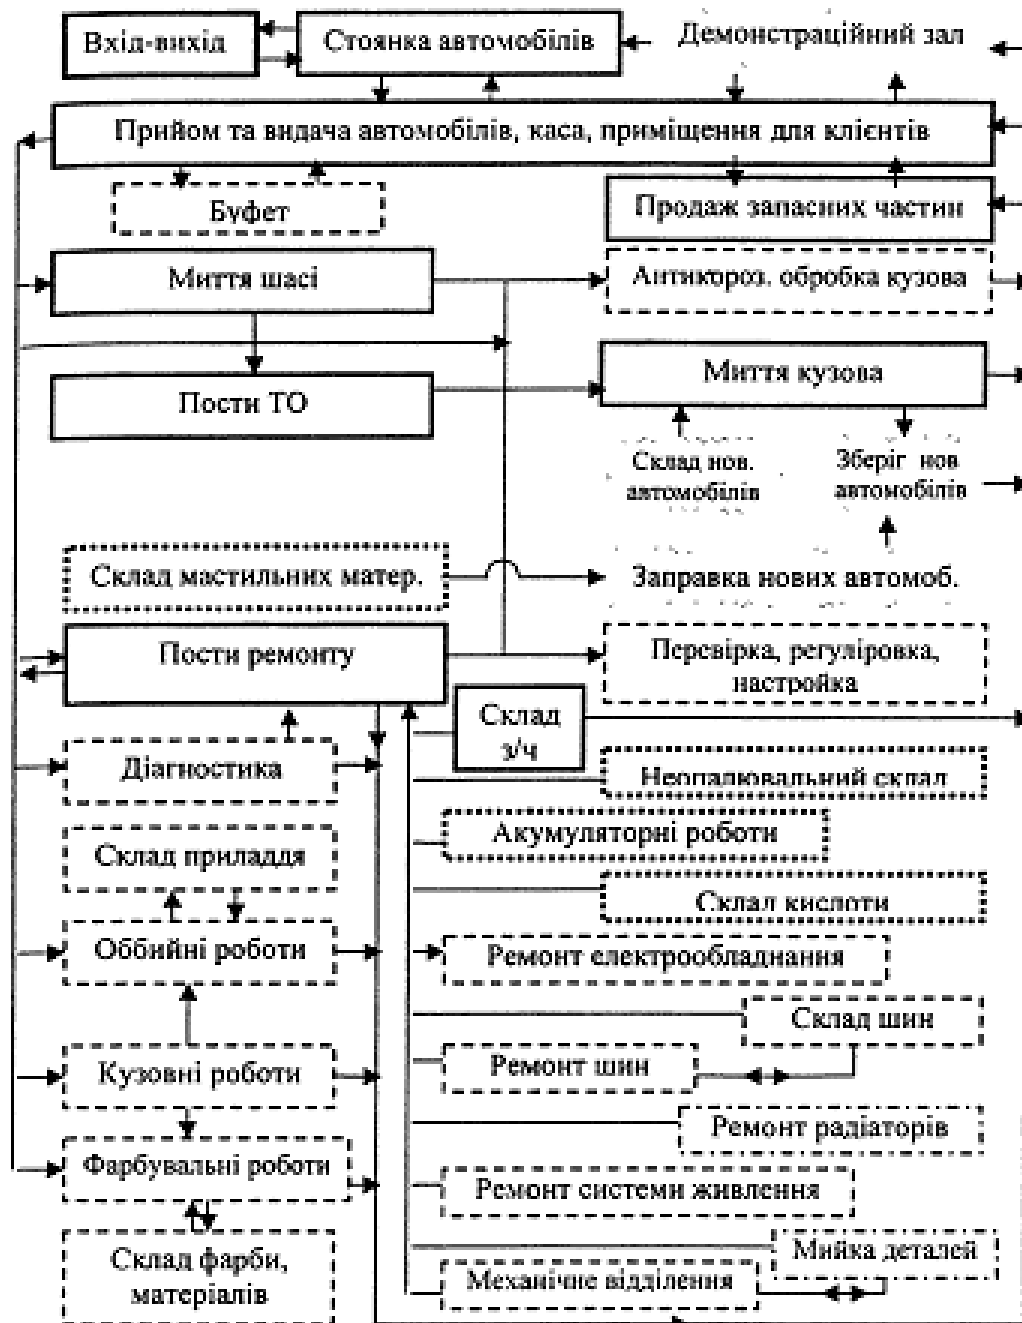 Вхід-вихід
Стоянка автомобілів
Демонстраційний зал
Прийом та видача автомобілів, каса, приміщення для клієнтів
Буфет
Продаж запасних частин
Миття шасі
Антикороз. обробка кузова
Пости ТО
Миття кузова
Склад нов.
автомобілів
Зберіг нов
автомобілів
Склад мастильних матер.
Заправка нових автомоб.
Пости ремонту
Перевірка, регуліровка,
настройка
Склад
з/ч
Діагностика
Неопалювальний склад
Склад приладдя
Акумуляторні роботи
Склал кислоти
Оббийні роботи
Ремонт електрообладнання
Склад шин
Кузовні роботи
Ремонт шин
Ремонт радіаторів
Фарбувальні роботи
Ремонт системи живлення
Склад фарби,
матеріалів
Мийка деталей
Механічне відділення